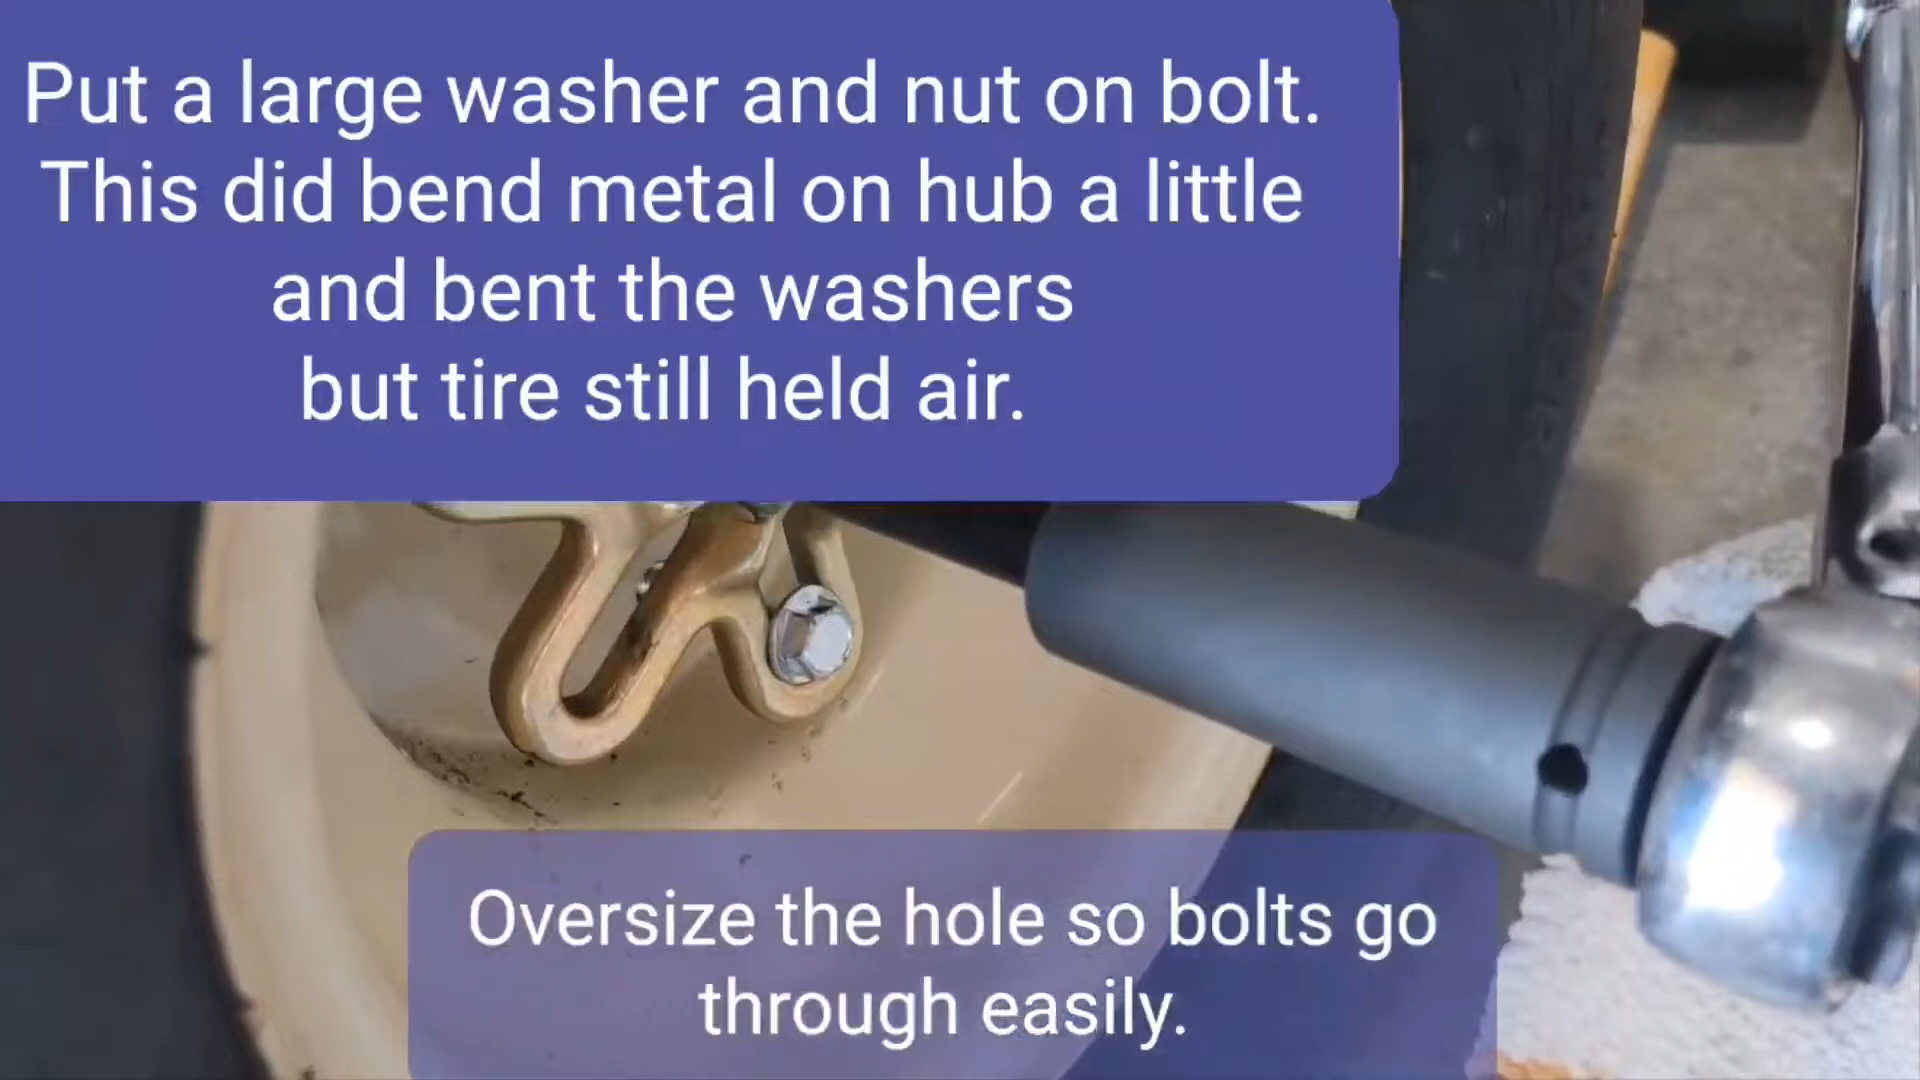 Put a large washer and nut on bolt.
This did bend metal on hub a little
and bent the washers
but tire still held air.
Oversize the hole so bolts go
through easily.